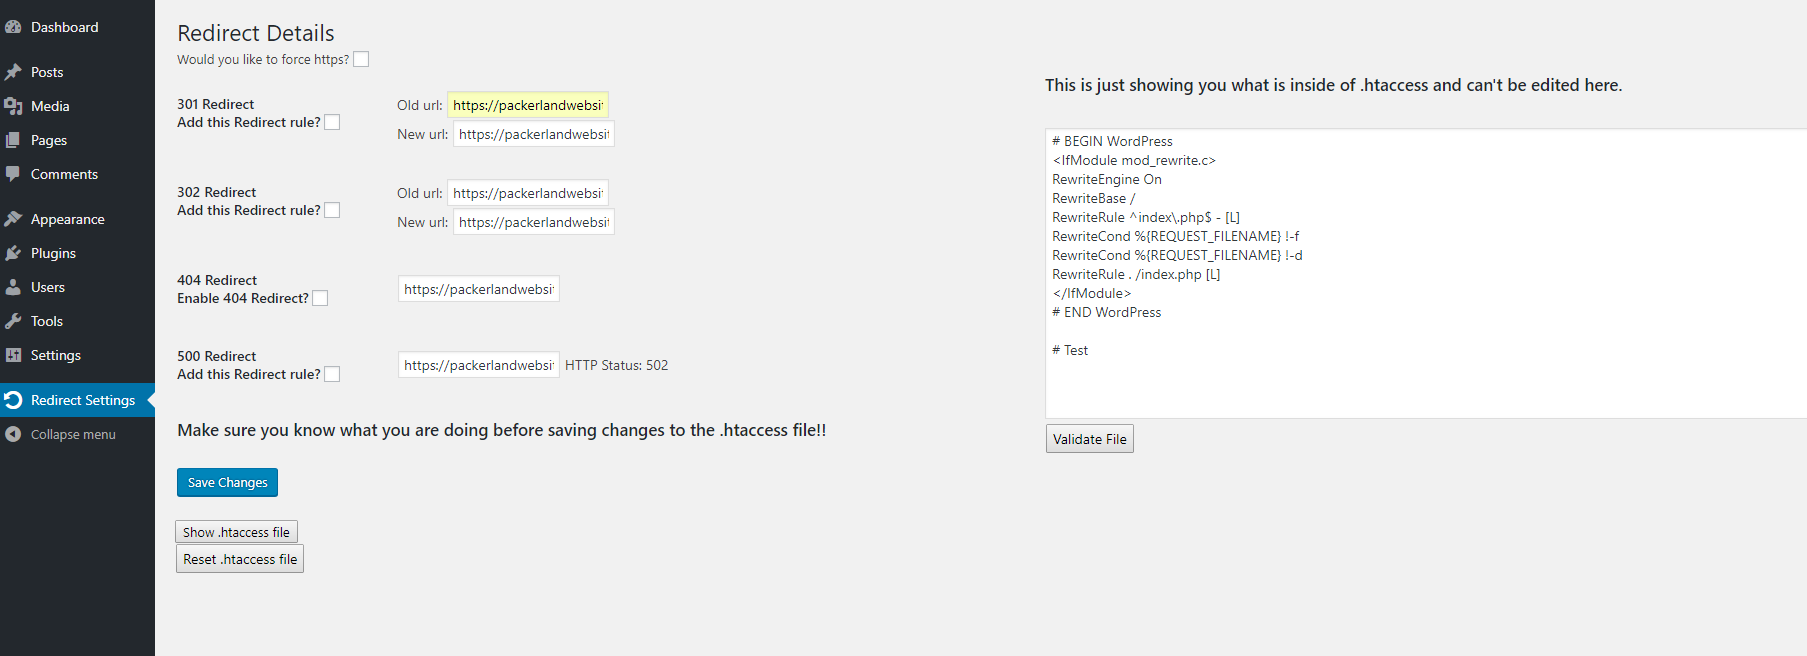 Dashboard
Posts
Media
Pages
Comments
Appearance
Plugins
Users
Tools
Settings
Redirect Settings
Collapse menu
Redirect Details
Would you like to force https?
301 Redirect
Add this Redirect rule?
Old url: https://packerlandwebsit
New url: https://packerlandwebsit
302 Redirect
Add this Redirect rule?
Old url: https://packerlandwebsit
New url: https://packerlandwebsit
404 Redirect
Enable 404 Redirect?
https://packerlandwebsit
500 Redirect
Add this Redirect rule?
https://packerlandwebsit HTTP Status: 502
Make sure you know what you are doing before saving changes to the .htaccess file!!
Save Changes
Show .htaccess file
Reset .htaccess file
This is just showing you what is inside of .htaccess and can't be edited here.
# BEGIN WordPress
<IfModule mod_rewrite.c>
RewriteEngine On
RewriteBase /
RewriteRule ^index\.php$ - [L]
RewriteCond %{REQUEST_FILENAME} !-f
RewriteCond %{REQUEST_FILENAME} !-d
RewriteRule . /index.php [L]
</IfModule>
# END WordPress
# Test
Validate File